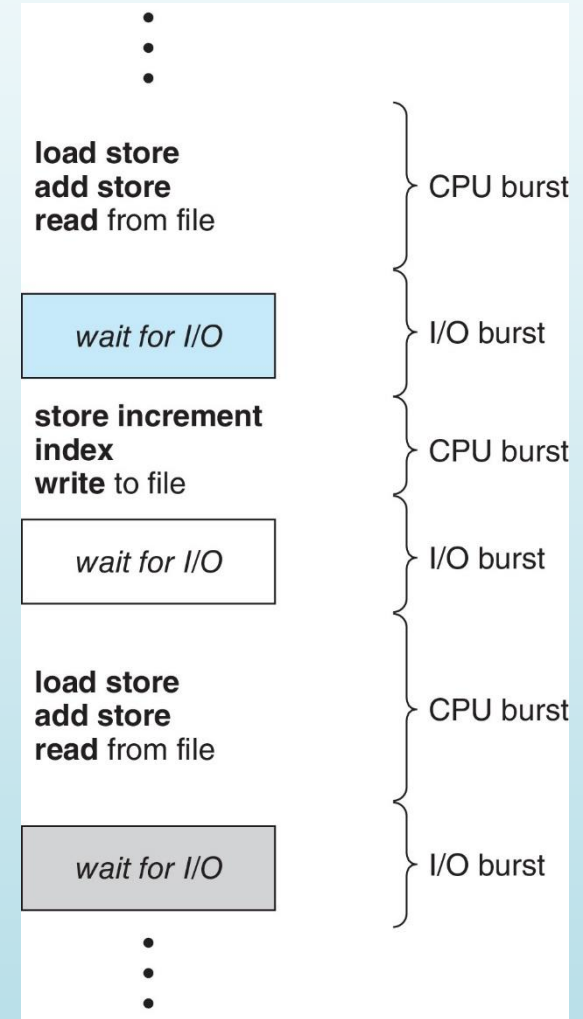 load store
add store
read from file
CPU burst
wait for I/O
I/O burst
store increment
index
write to file
CPU burst
wait for I/O
I/O burst
load store
add store
read from file
CPU burst
wait for I/O
I/O burst